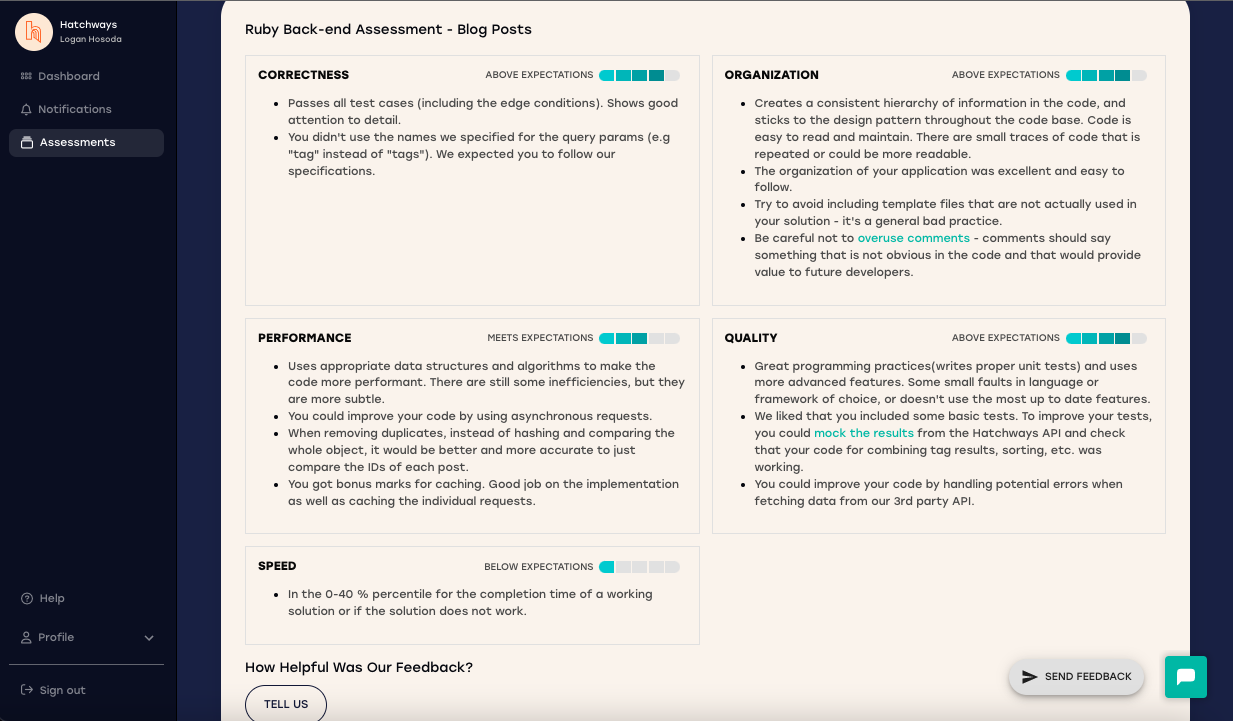 Hatchways
Logan Hosoda
Dashboard
Notifications
Assessments
Help
Profile
Sign out
Ruby Back-end Assessment - Blog Posts
CORRECTNESS
ABOVE EXPECTATIONS
Passes all test cases (including the edge conditions). Shows good
attention to detail.
You didn't use the names we specified for the query params (e.g
"tag" instead of "tags"). We expected you to follow our
specifications.
ORGANIZATION
ABOVE EXPECTATIONS
Creates a consistent hierarchy of information in the code, and
sticks to the design pattern throughout the code base. Code is
easy to read and maintain. There are small traces of code that is
repeated or could be more readable.
The organization of your application was excellent and easy to
follow.
Try to avoid including template files that are not actually used in
your solution - it's a general bad practice.
Be careful not to overuse comments - comments should say
something that is not obvious in the code and that would provide
value to future developers.
PERFORMANCE
MEETS EXPECTATIONS
Uses appropriate data structures and algorithms to make the
code more performant. There are still some inefficiencies, but they
are more subtle.
You could improve your code by using asynchronous requests.
When removing duplicates, instead of hashing and comparing the
whole object, it would be better and more accurate to just
compare the IDs of each post.
You got bonus marks for caching. Good job on the implementation
as well as caching the individual requests.
QUALITY
ABOVE EXPECTATIONS
Great programming practices(writes proper unit tests) and uses
more advanced features. Some small faults in language or
framework of choice, or doesn't use the most up to date features.
We liked that you included some basic tests. To improve your tests,
you could mock the results from the Hatchways API and check
that your code for combining tag results, sorting, etc. was
working.
You could improve your code by handling potential errors when
fetching data from our 3rd party API.
SPEED
BELOW EXPECTATIONS
In the 0-40 % percentile for the completion time of a working
solution or if the solution does not work.
How Helpful Was Our Feedback?
TELL US
SEND FEEDBACK